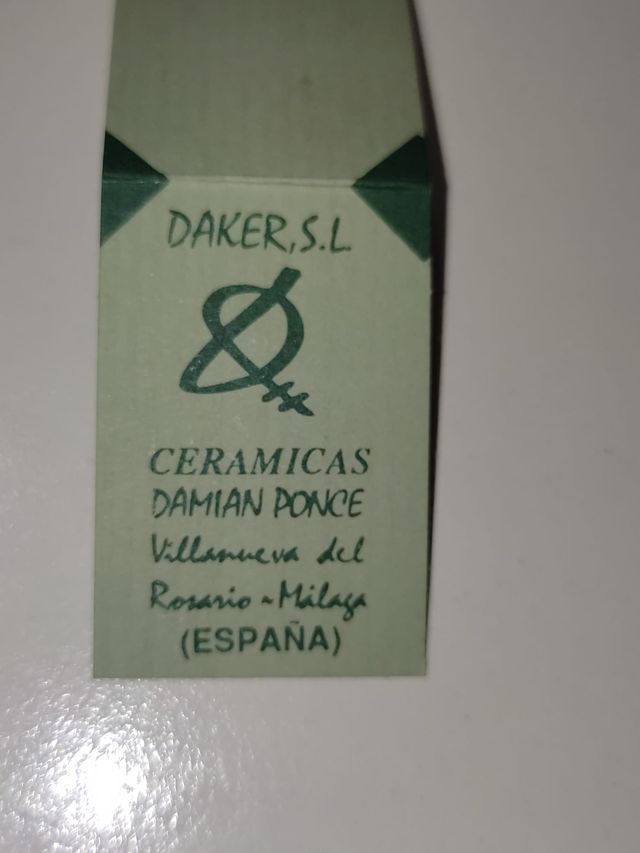 DAKER, S.L.
CERAMICAS
DAMIAN PONCE
Villanueva del
Rosario ~ Málaga
(ESPAÑA)